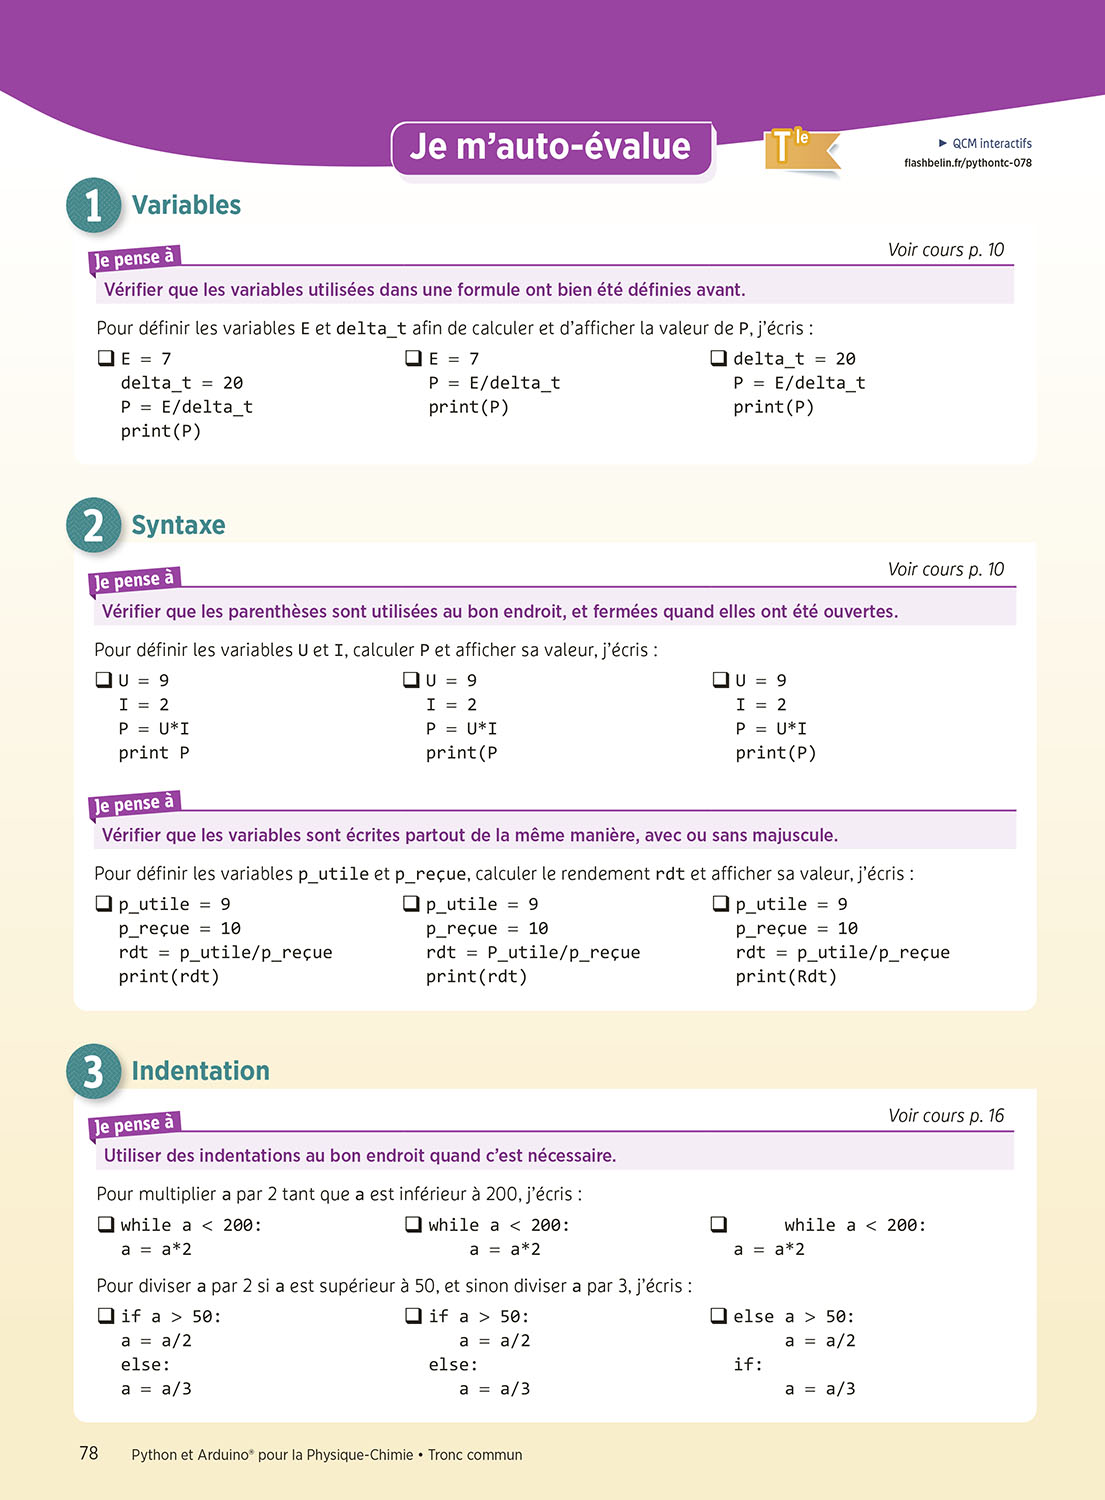 Je m'auto-évalue
Tle
► QCM interactifs
flashbelin.fr/pythontc-078
1 Variables
Voir cours p. 10
Je pense à
Vérifier que les variables utilisées dans une formule ont bien été définies avant.
Pour définir les variables E et delta_t afin de calculer et d'afficher la valeur de P, j'écris :
❑ E = 7
delta_t = 20
P = E/delta_t
print(P)
❑ E = 7
P = E/delta_t
print(P)
❑ delta_t = 20
P = E/delta_t
print(P)
2 Syntaxe
Voir cours p. 10
Je pense à
Vérifier que les parenthèses sont utilisées au bon endroit, et fermées quand elles ont été ouvertes.
Pour définir les variables U et I, calculer P et afficher sa valeur, j'écris :
❑ U = 9
I = 2
P = U*I
print P
❑ U = 9
I = 2
P = U*I
print(P
❑ U = 9
I = 2
P = U*I
print(P)
Je pense à
Vérifier que les variables sont écrites partout de la même manière, avec ou sans majuscule.
Pour définir les variables p_utile et p_reçue, calculer le rendement rdt et afficher sa valeur, j'écris :
❑ p_utile = 9
p_reçue = 10
rdt = p_utile/p_reçue
print(rdt)
❑ p_utile = 9
p_reçue = 10
rdt = P_utile/p_reçue
print(rdt)
❑ p_utile = 9
p_reçue = 10
rdt = p_utile/p_reçue
print(Rdt)
3 Indentation
Voir cours p. 16
Je pense à
Utiliser des indentations au bon endroit quand c'est nécessaire.
Pour multiplier a par 2 tant que a est inférieur à 200, j'écris :
❑ while a < 200:
a = a*2
❑ while a < 200:
    a = a*2
❑     while a < 200:
a = a*2
Pour diviser a par 2 si a est supérieur à 50, et sinon diviser a par 3, j'écris :
❑ if a > 50:
a = a/2
else:
a = a/3
❑ if a > 50:
    a = a/2
else:
    a = a/3
❑ else a > 50:
    a = a/2
if:
    a = a/3
78 Python et Arduino® pour la Physique-Chimie • Tronc commun